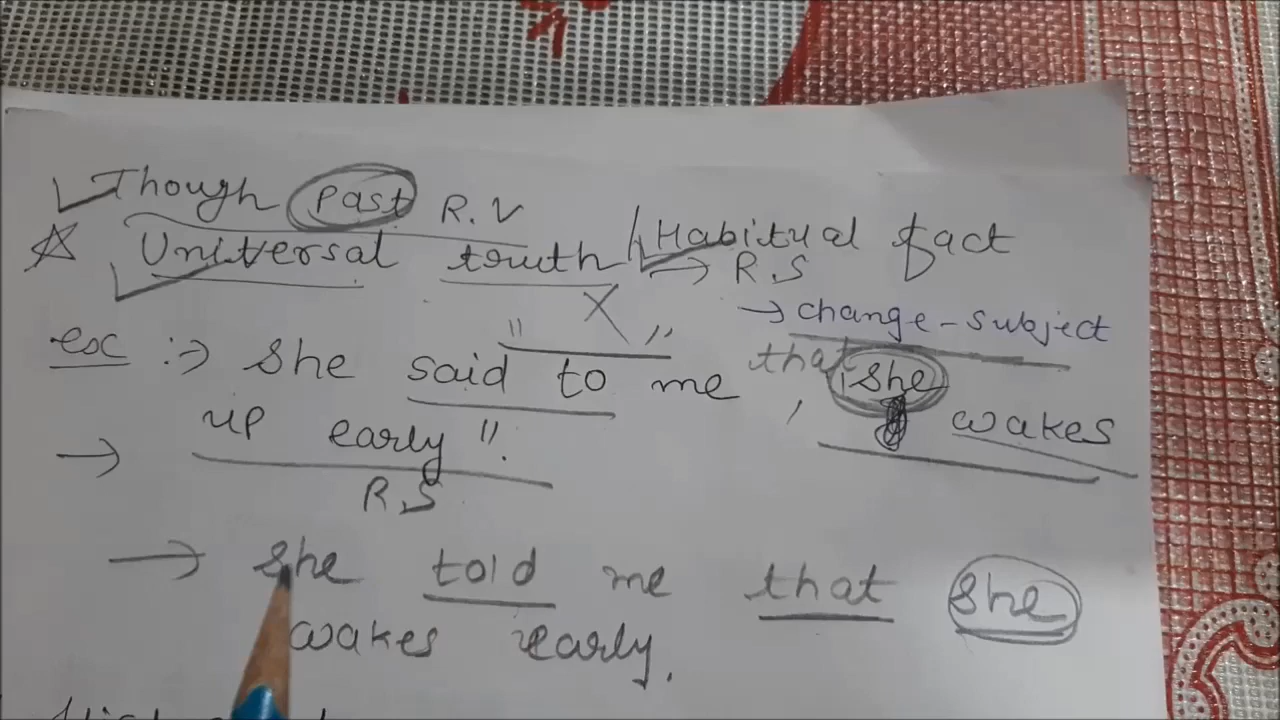 Though Past R.V
Universal truth / Habitual fact
→ R.S
X
→ change-subject
ex :→ She said to me that
" "
, she wakes
→ up early".
R.S
→ She told me that she
wakes early.